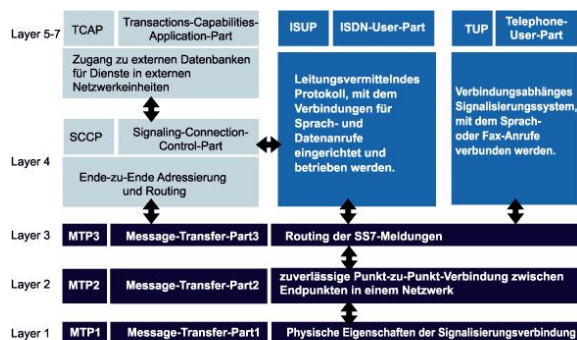 Layer 5-7
TCAP
Transactions-Capabilities-
Application-Part
Zugang zu externen Datenbanken
für Dienste in externen
Netzwerkeinheiten
ISUP
ISDN-User-Part
TUP
Telephone-
User-Part
Leitungsvermittelndes
Protokoll, mit dem
Verbindungen für
Sprach- und
Datenanrufe
eingerichtet und
betrieben werden.
Verbindungsabhänges
Signalisierungssystem,
mit dem Sprach-
oder Fax-Anrufe
verbunden werden.
Layer 4
SCCP
Signaling-Connection-
Control-Part
Ende-zu-Ende Adressierung
und Routing
Layer 3
MTP3
Message-Transfer-Part3
Routing der SS7-Meldungen
Layer 2
MTP2
Message-Transfer-Part2
zuverlässige Punkt-zu-Punkt-Verbindung zwischen
Endpunkten in einem Netzwerk
Layer 1
MTP1
Message-Transfer-Part1
Physische Eigenschaften der Signalisierungsverbindung